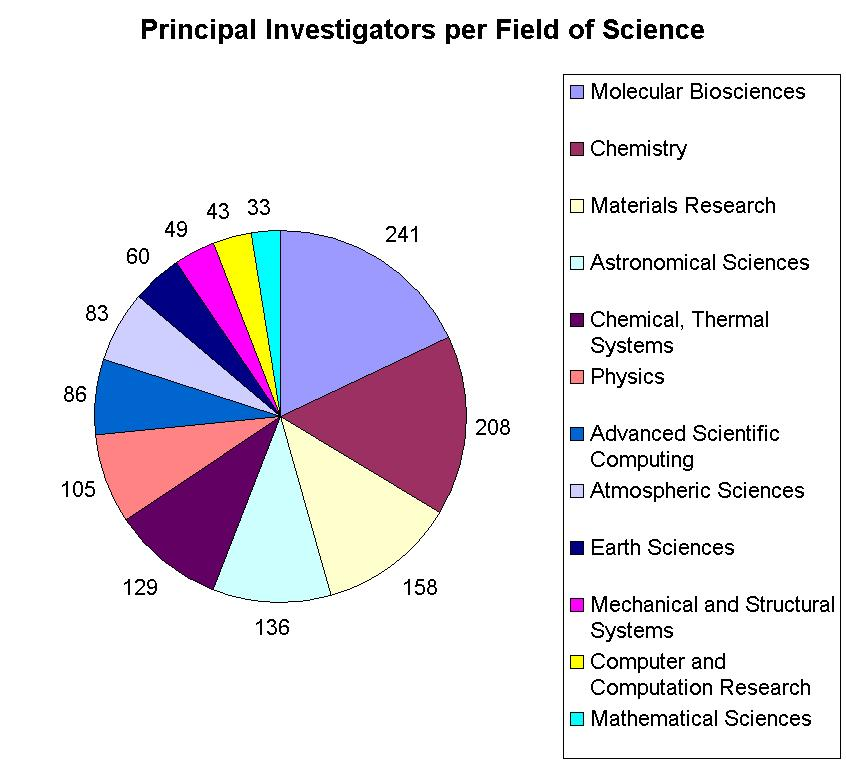 Principal Investigators per Field of Science
241
208
158
136
129
105
86
83
60
49
43
33
Molecular Biosciences
Chemistry
Materials Research
Astronomical Sciences
Chemical, Thermal
Systems
Physics
Advanced Scientific
Computing
Atmospheric Sciences
Earth Sciences
Mechanical and Structural
Systems
Computer and
Computation Research
Mathematical Sciences